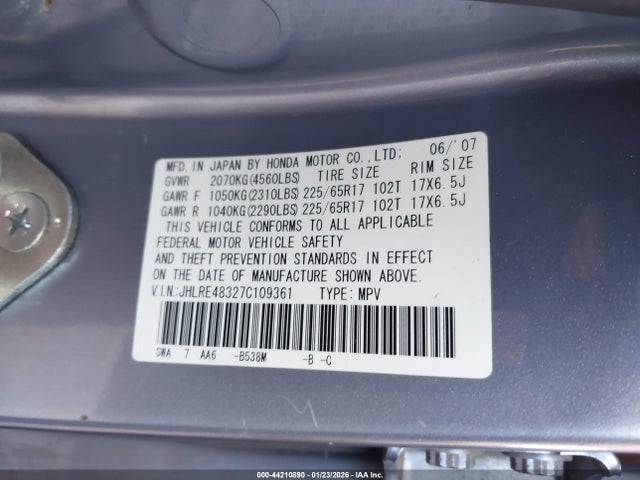 MFD. IN JAPAN BY HONDA MOTOR CO.,LTD: 06/'07
GVWR 2070KG(4560LBS) TIRE SIZE RIM SIZE
GAWR F 1050KG(2310LBS) 225/65R17 102T 17X6.5J
GAWR R 1040KG(2290LBS) 225/65R17 102T 17X6.5J
THIS VEHICLE CONFORMS TO ALL APPLICABLE
FEDERAL MOTOR VEHICLE SAFETY
AND THEFT PREVENTION STANDARDS IN EFFECT
ON THE DATE OF MANUFACTURE SHOWN ABOVE.
V.I.N.:JHLRE48327C109361 TYPE: MPV
SWA 7 AA6 -B538M -B -C
000-44210890 - 01/23/2026 - IAA Inc.